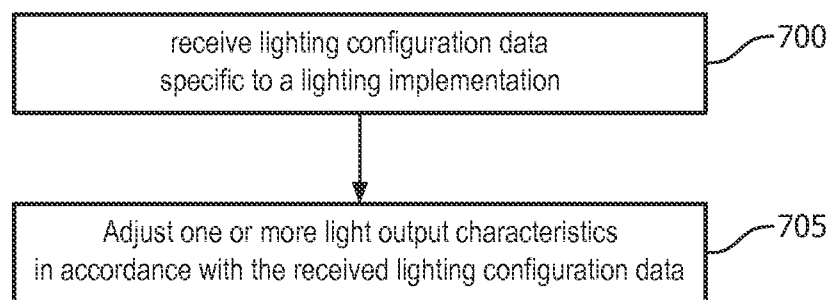 receive lighting configuration data
specific to a lighting implementation
700
Adjust one or more light output characteristics
in accordance with the received lighting configuration data
705